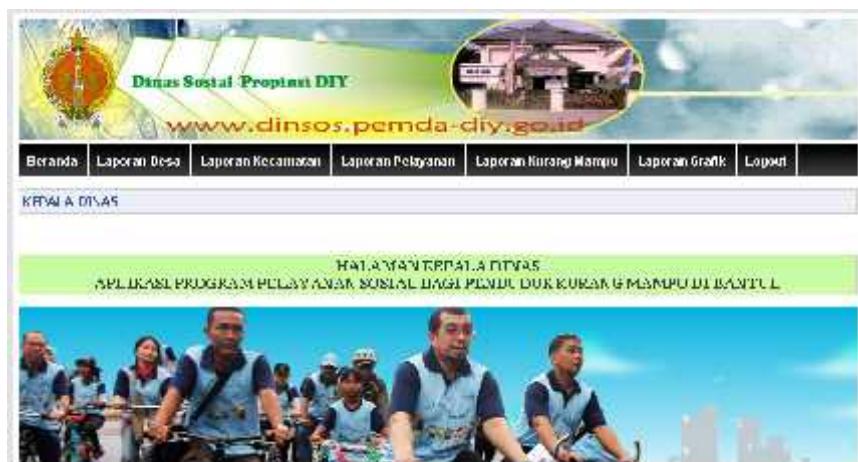 Dinas Sosial Propinsi DIY
www.dinsos.pemda-diy.go.id
Beranda Laporan Desa Laporan Kecamatan Laporan Pelayanan Laporan Kurang Mampu Laporan Grafik Logout
KEPALA DINAS
HALAMAN KEPALA DINAS
APLIKASI PROGRAM PELAYANAN SOSIAL BAGI PENDUDUK KURANG MAMPU DI BANTUL